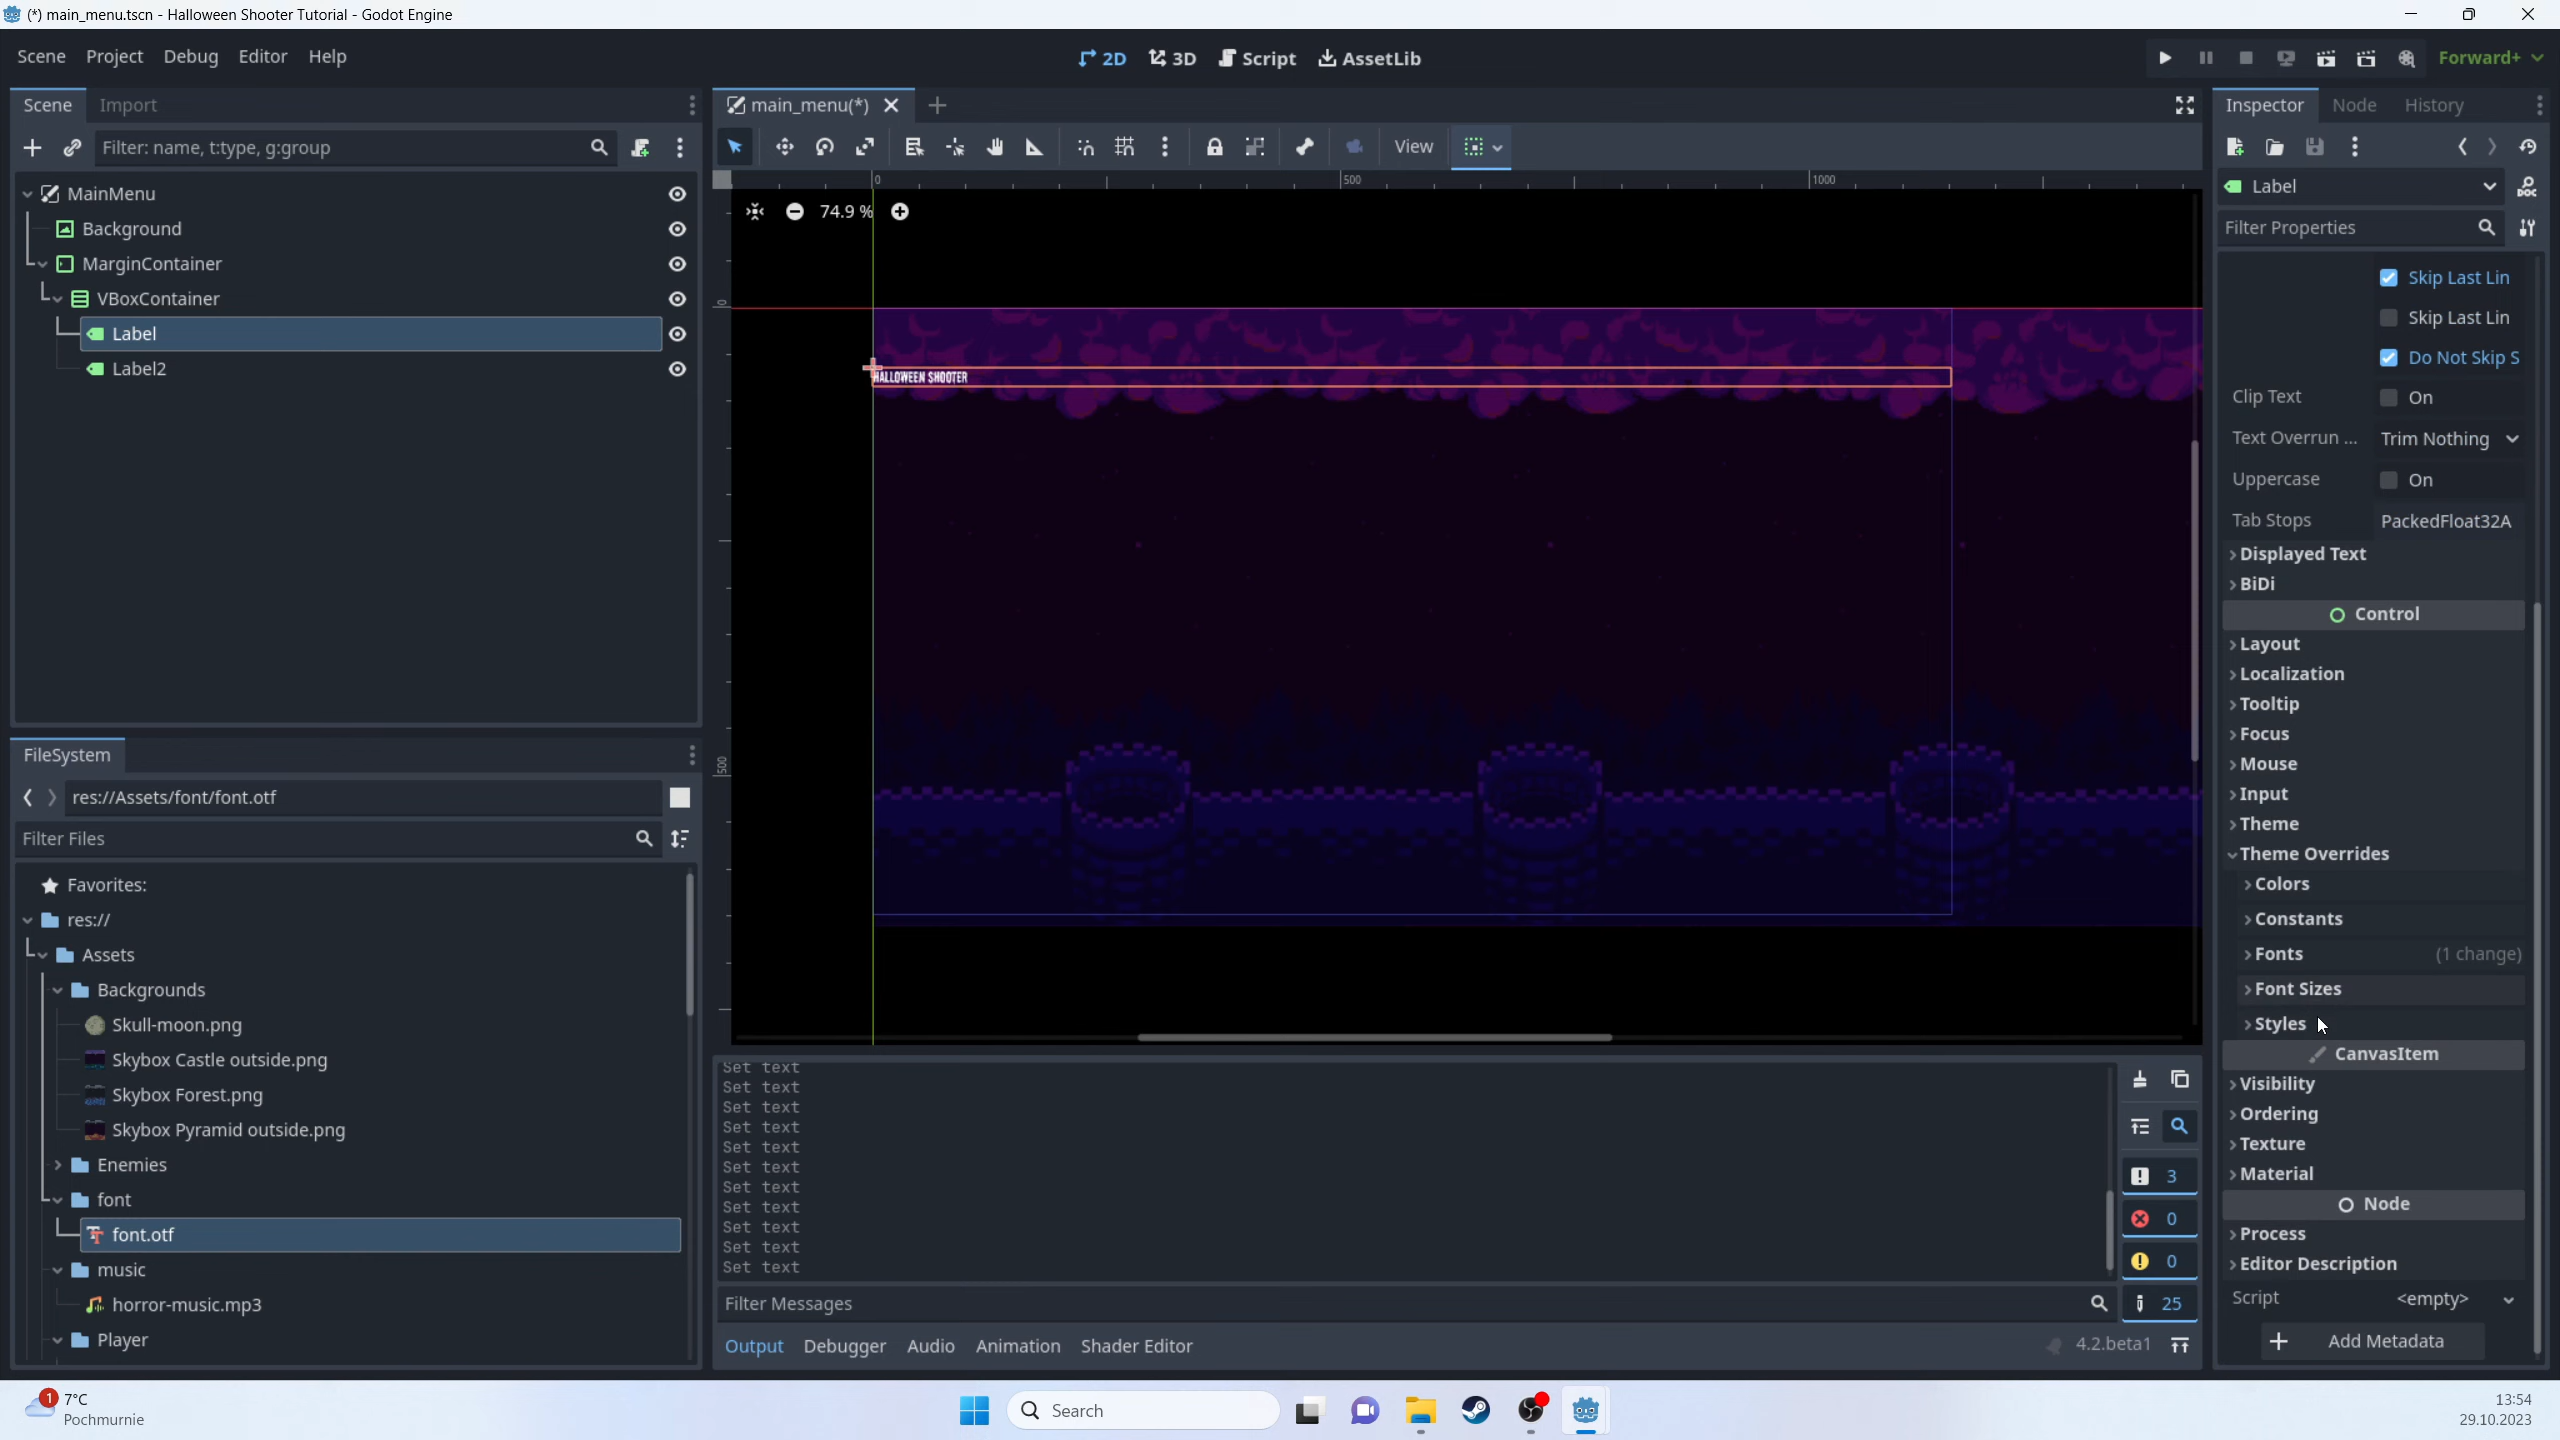 (*) main_menu.tscn - Halloween Shooter Tutorial - Godot Engine
Scene Project Debug Editor Help
2D 3D Script AssetLib
Forward+
Scene Import
Filter: name, t:type, g:group
MainMenu
Background
MarginContainer
VBoxContainer
Label
Label2
FileSystem
res://Assets/font/font.otf
Filter Files
Favorites:
res://
Assets
Backgrounds
Skull-moon.png
Skybox Castle outside.png
Skybox Forest.png
Skybox Pyramid outside.png
Enemies
font
font.otf
music
horror-music.mp3
Player
main_menu(*)
View
0 500 1000
74.9 %
0
500
HALLOWEEN SHOOTER
Set text
Set text
Set text
Set text
Set text
Set text
Set text
Set text
Set text
Set text
Set text
Filter Messages
3
0
0
25
Output Debugger Audio Animation Shader Editor
4.2.beta1
Inspector Node History
Label
Filter Properties
Skip Last Lin
Skip Last Lin
Do Not Skip S
Clip Text On
Text Overrun ... Trim Nothing
Uppercase On
Tab Stops PackedFloat32A
Displayed Text
BiDi
Control
Layout
Localization
Tooltip
Focus
Mouse
Input
Theme
Theme Overrides
Colors
Constants
Fonts (1 change)
Font Sizes
Styles
CanvasItem
Visibility
Ordering
Texture
Material
Node
Process
Editor Description
Script <empty>
Add Metadata
1
7°C
Pochmurnie
Search
13:54
29.10.2023